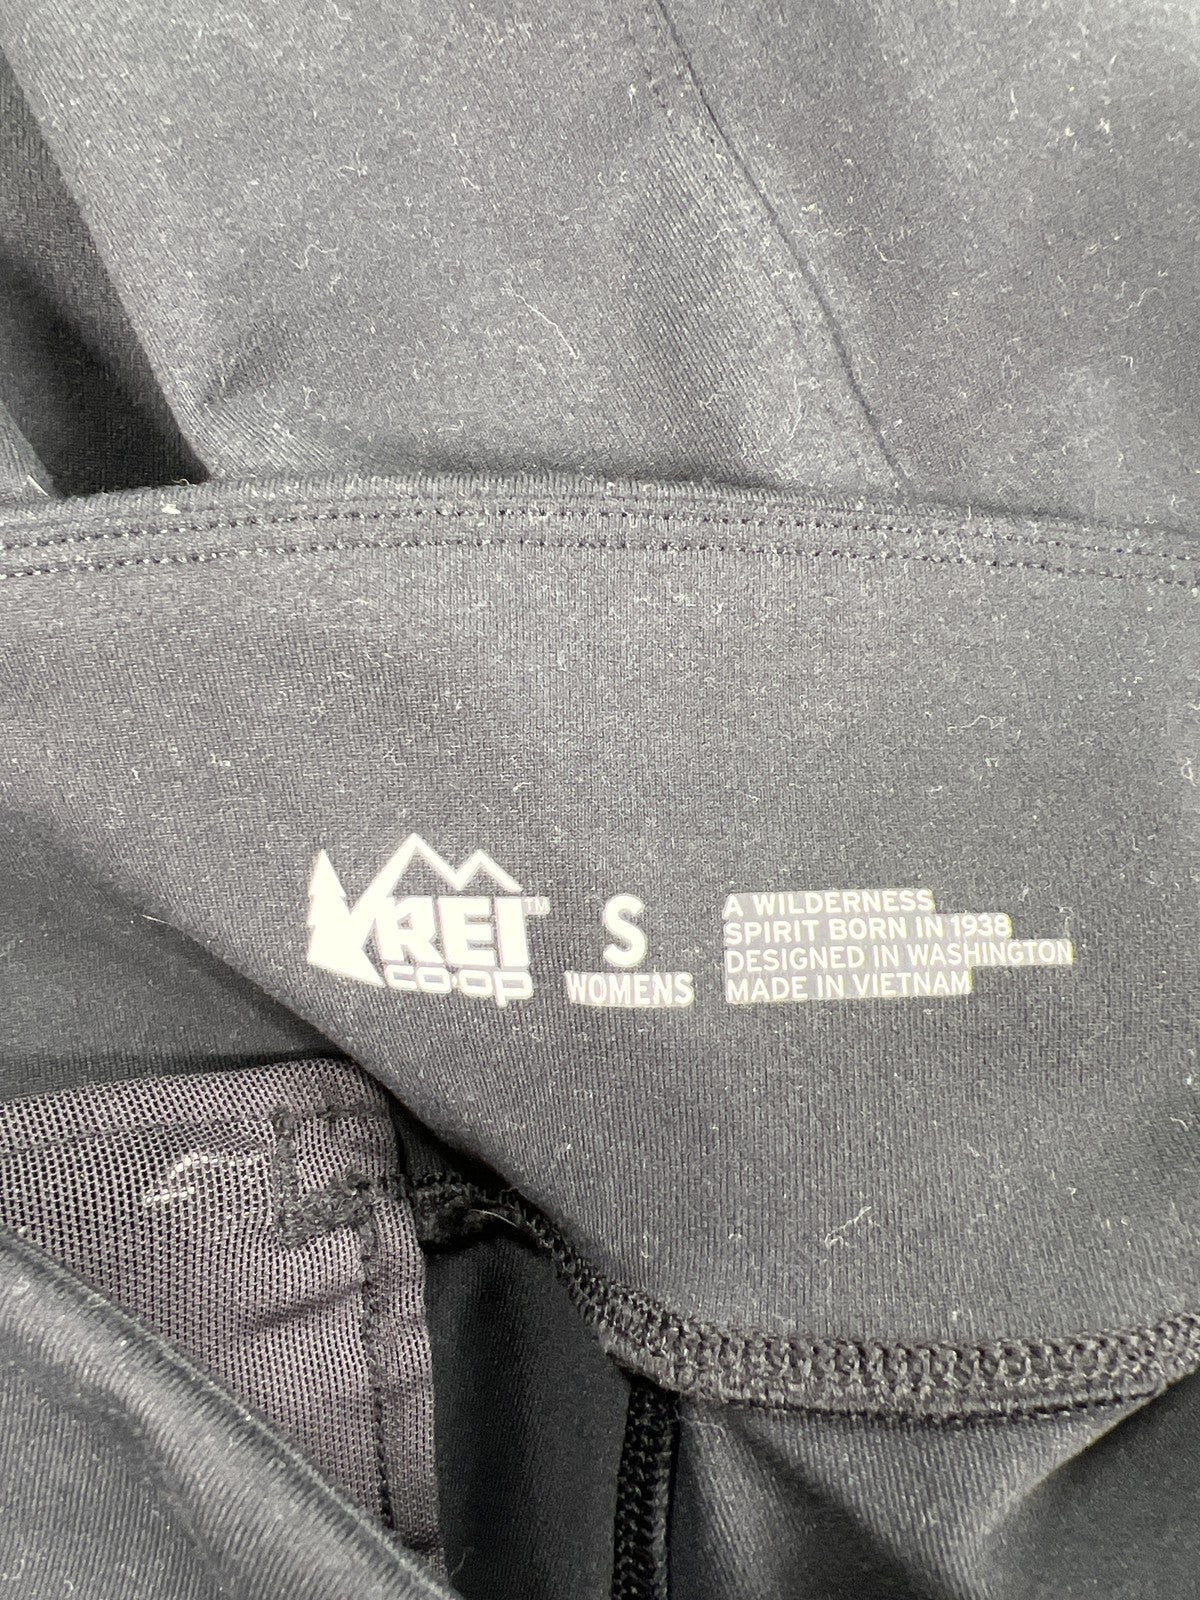 REI™
co·op
S
WOMENS
A WILDERNESS
SPIRIT BORN IN 1938
DESIGNED IN WASHINGTON
MADE IN VIETNAM